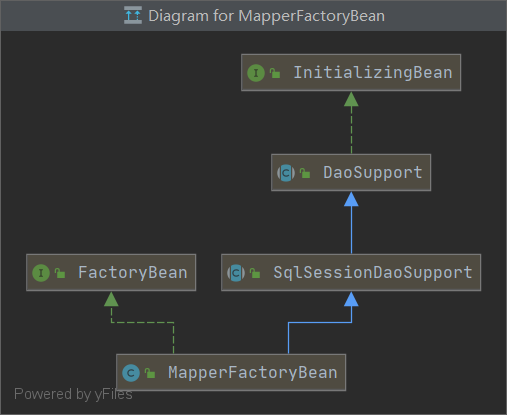 Diagram for MapperFactoryBean
I InitializingBean
C DaoSupport
I FactoryBean
C SqlSessionDaoSupport
C MapperFactoryBean
Powered by yFiles